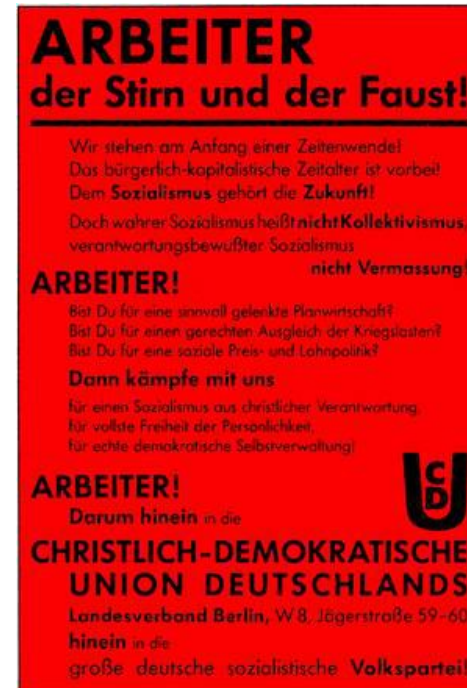 ARBEITER
der Stirn und der Faust!
Wir stehen am Anfang einer Zeitenwende!
Das bürgerlich-kapitalistische Zeitalter ist vorbei!
Dem Sozialismus gehört die Zukunft!
Doch wahrer Sozialismus heißt nicht Kollektivismus,
verantwortungsbewußter Sozialismus
nicht Vermassung!
ARBEITER!
Bist Du für eine sinnvoll gelenkte Planwirtschaft?
Bist Du für einen gerechten Ausgleich der Kriegslasten?
Bist Du für eine soziale Preis- und Lohnpolitik?
Dann kämpfe mit uns
für einen Sozialismus aus christlicher Verantwortung,
für vollste Freiheit der Persönlichkeit,
für echte demokratische Selbstverwaltung!
CDU
ARBEITER!
Darum hinein in die
CHRISTLICH-DEMOKRATISCHE
UNION DEUTSCHLANDS
Landesverband Berlin, W 8, Jägerstraße 59-60
hinein in die
große deutsche sozialistische Volkspartei!